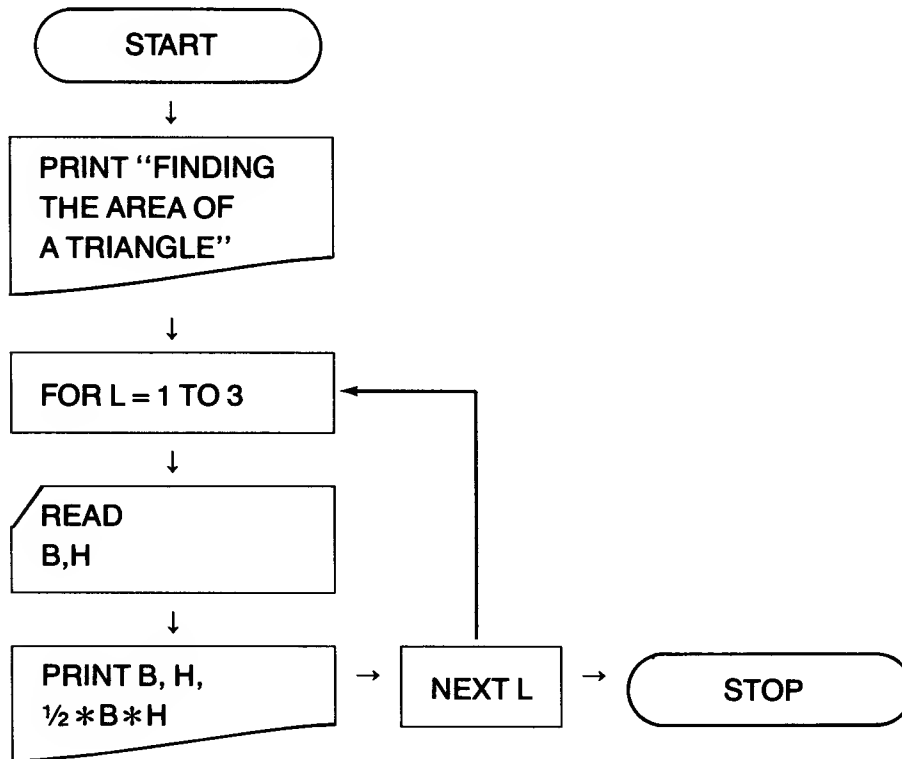 START
PRINT “FINDING
THE AREA OF
A TRIANGLE”
FOR L = 1 TO 3
READ
B,H
PRINT B, H,
½*B*H
NEXT L
STOP